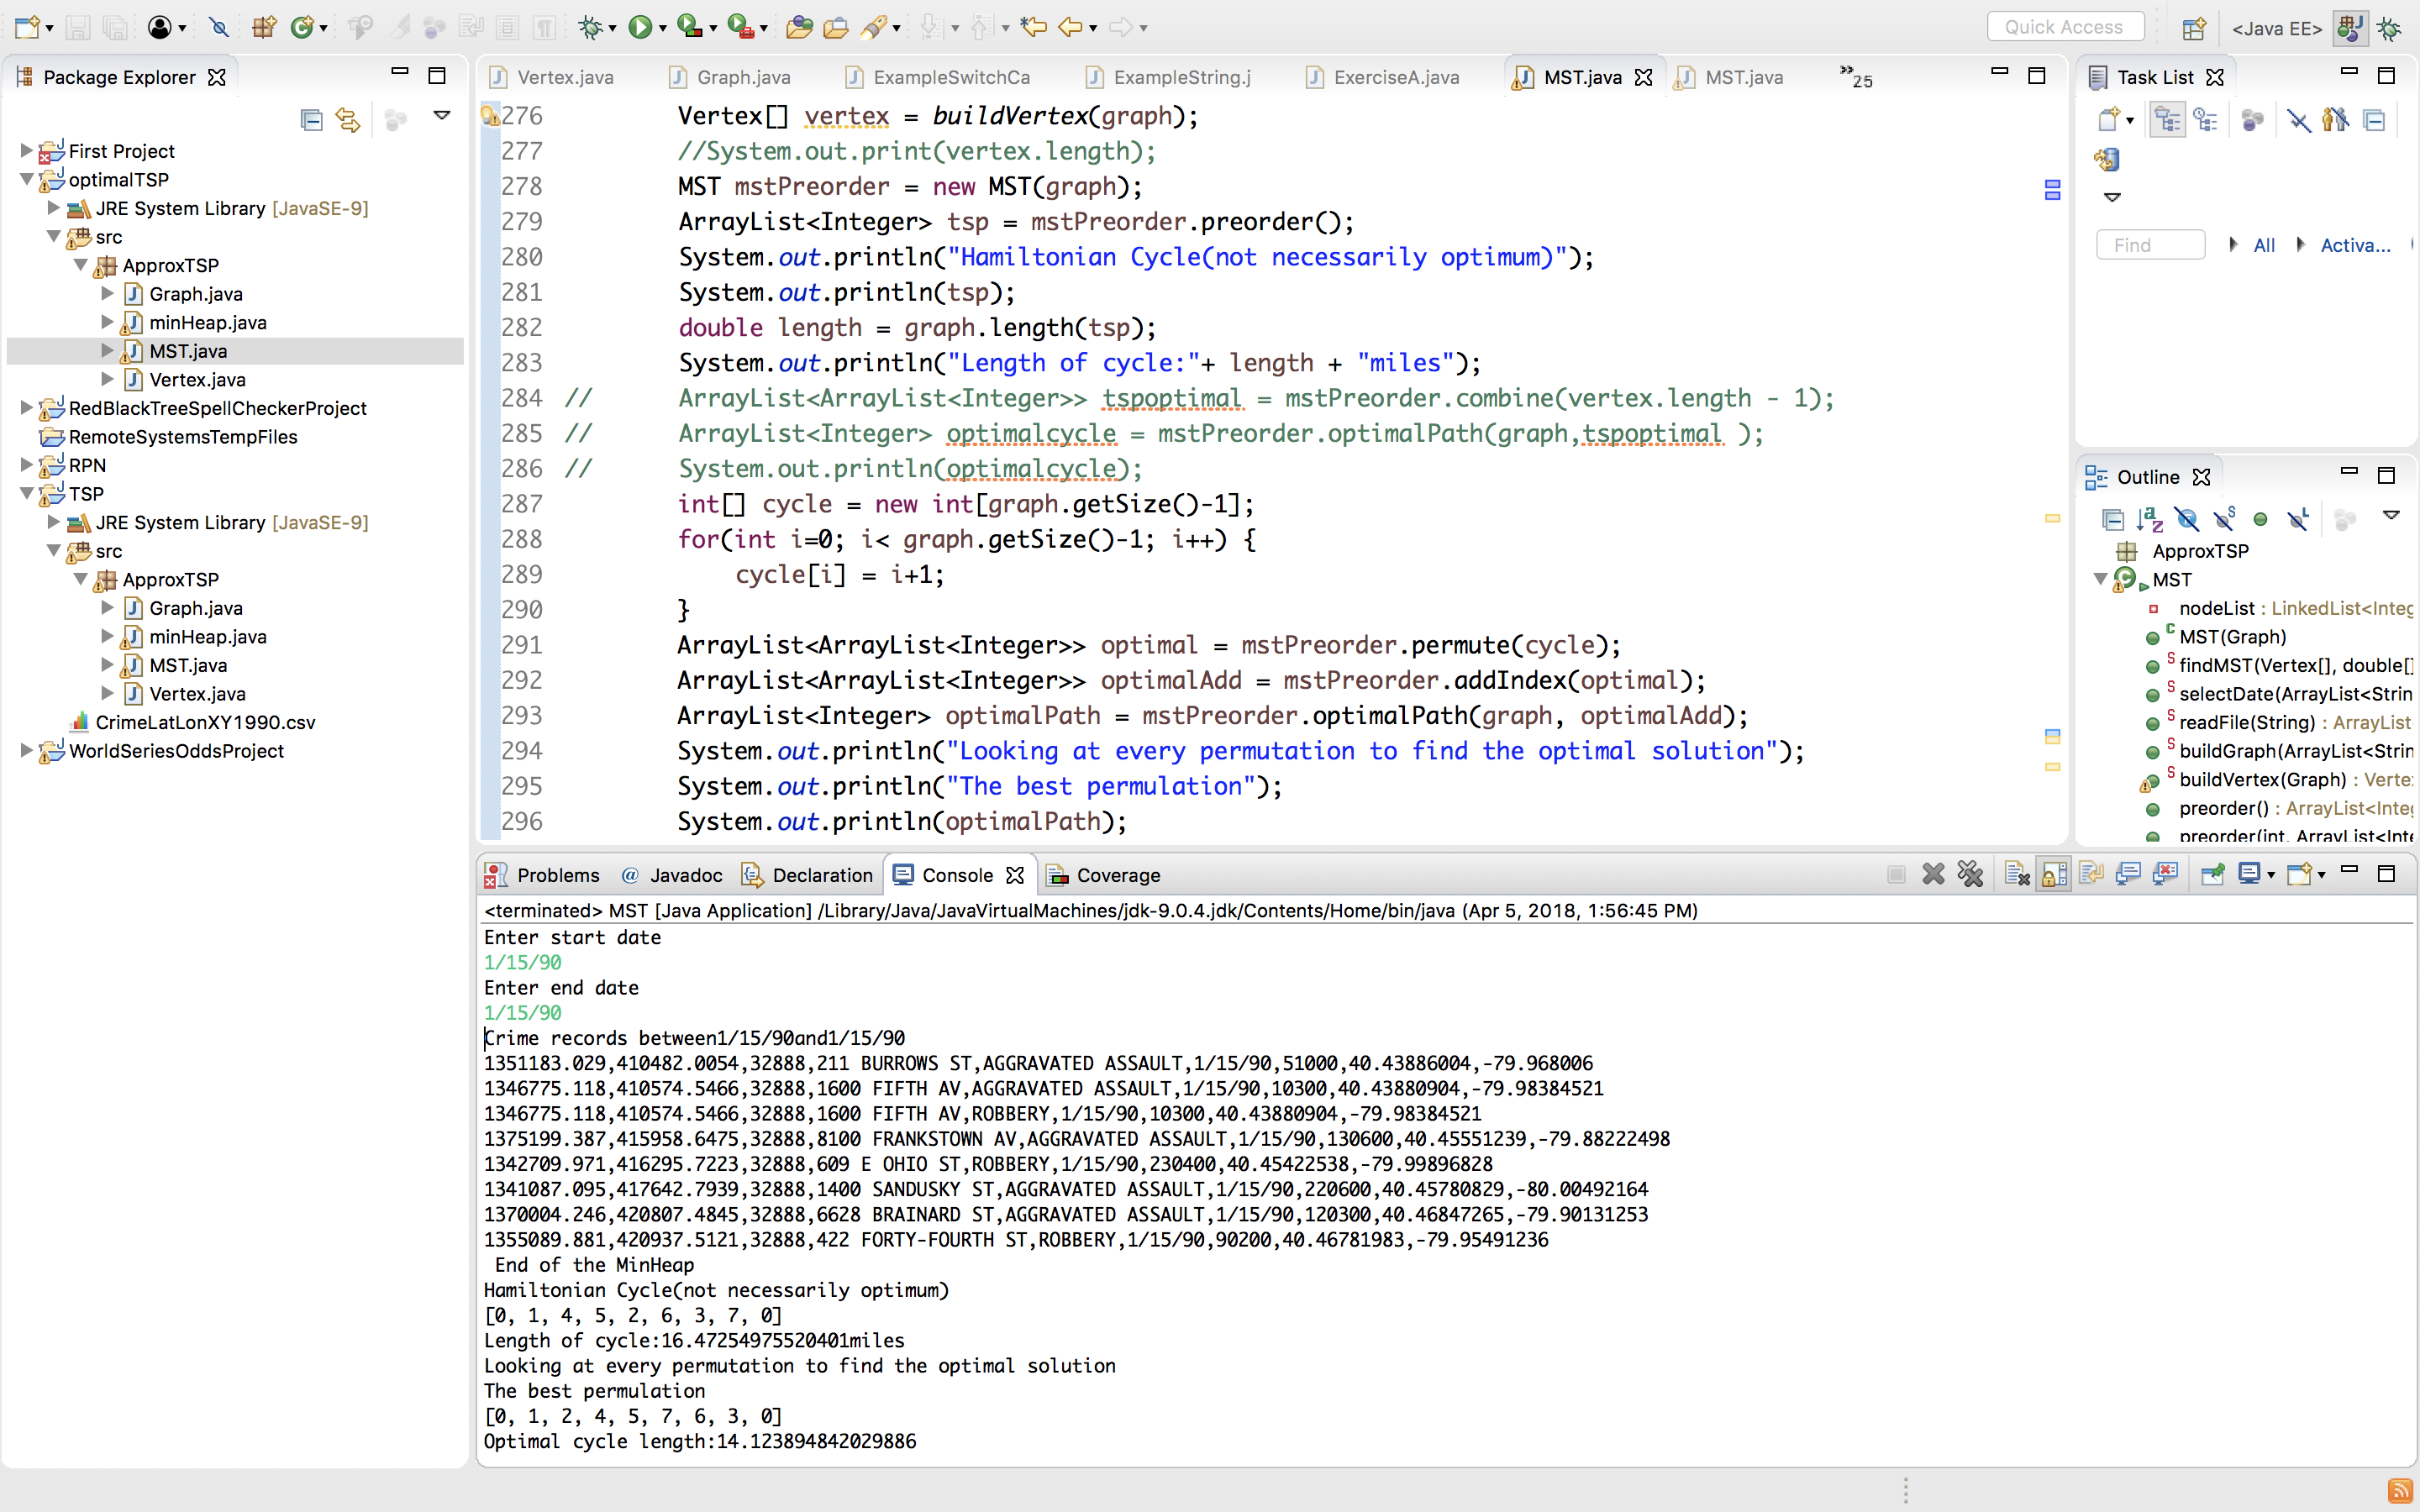 Quick Access
<Java EE>
Package Explorer
First Project
optimalTSP
JRE System Library [JavaSE-9]
src
ApproxTSP
Graph.java
minHeap.java
MST.java
Vertex.java
RedBlackTreeSpellCheckerProject
RemoteSystemsTempFiles
RPN
TSP
JRE System Library [JavaSE-9]
src
ApproxTSP
Graph.java
minHeap.java
MST.java
Vertex.java
CrimeLatLonXY1990.csv
WorldSeriesOddsProject
Vertex.java Graph.java ExampleSwitchCa ExampleString.j ExerciseA.java MST.java MST.java »25
276 Vertex[] vertex = buildVertex(graph);
277 //System.out.print(vertex.length);
278 MST mstPreorder = new MST(graph);
279 ArrayList<Integer> tsp = mstPreorder.preorder();
280 System.out.println("Hamiltonian Cycle(not necessarily optimum)");
281 System.out.println(tsp);
282 double length = graph.length(tsp);
283 System.out.println("Length of cycle:"+ length + "miles");
284 // ArrayList<ArrayList<Integer>> tspoptimal = mstPreorder.combine(vertex.length - 1);
285 // ArrayList<Integer> optimalcycle = mstPreorder.optimalPath(graph,tspoptimal );
286 // System.out.println(optimalcycle);
287 int[] cycle = new int[graph.getSize()-1];
288 for(int i=0; i< graph.getSize()-1; i++) {
289 cycle[i] = i+1;
290 }
291 ArrayList<ArrayList<Integer>> optimal = mstPreorder.permute(cycle);
292 ArrayList<ArrayList<Integer>> optimalAdd = mstPreorder.addIndex(optimal);
293 ArrayList<Integer> optimalPath = mstPreorder.optimalPath(graph, optimalAdd);
294 System.out.println("Looking at every permutation to find the optimal solution");
295 System.out.println("The best permulation");
296 System.out.println(optimalPath);
Task List
Find All Activa...
Outline
ApproxTSP
MST
nodeList : LinkedList<Integ
MST(Graph)
findMST(Vertex[], double[]
selectDate(ArrayList<Strin
readFile(String) : ArrayList
buildGraph(ArrayList<Strin
buildVertex(Graph) : Verte
preorder() : ArrayList<Integ
preorder(int, ArrayList<Inte
Problems @ Javadoc Declaration Console Coverage
<terminated> MST [Java Application] /Library/Java/JavaVirtualMachines/jdk-9.0.4.jdk/Contents/Home/bin/java (Apr 5, 2018, 1:56:45 PM)
Enter start date
1/15/90
Enter end date
1/15/90
Crime records between1/15/90and1/15/90
1351183.029,410482.0054,32888,211 BURROWS ST,AGGRAVATED ASSAULT,1/15/90,51000,40.43886004,-79.968006
1346775.118,410574.5466,32888,1600 FIFTH AV,AGGRAVATED ASSAULT,1/15/90,10300,40.43880904,-79.98384521
1346775.118,410574.5466,32888,1600 FIFTH AV,ROBBERY,1/15/90,10300,40.43880904,-79.98384521
1375199.387,415958.6475,32888,8100 FRANKSTOWN AV,AGGRAVATED ASSAULT,1/15/90,130600,40.45551239,-79.88222498
1342709.971,416295.7223,32888,609 E OHIO ST,ROBBERY,1/15/90,230400,40.45422538,-79.99896828
1341087.095,417642.7939,32888,1400 SANDUSKY ST,AGGRAVATED ASSAULT,1/15/90,220600,40.45780829,-80.00492164
1370004.246,420807.4845,32888,6628 BRAINARD ST,AGGRAVATED ASSAULT,1/15/90,120300,40.46847265,-79.90131253
1355089.881,420937.5121,32888,422 FORTY-FOURTH ST,ROBBERY,1/15/90,90200,40.46781983,-79.95491236
End of the MinHeap
Hamiltonian Cycle(not necessarily optimum)
[0, 1, 4, 5, 2, 6, 3, 7, 0]
Length of cycle:16.47254975520401miles
Looking at every permutation to find the optimal solution
The best permulation
[0, 1, 2, 4, 5, 7, 6, 3, 0]
Optimal cycle length:14.123894842029886